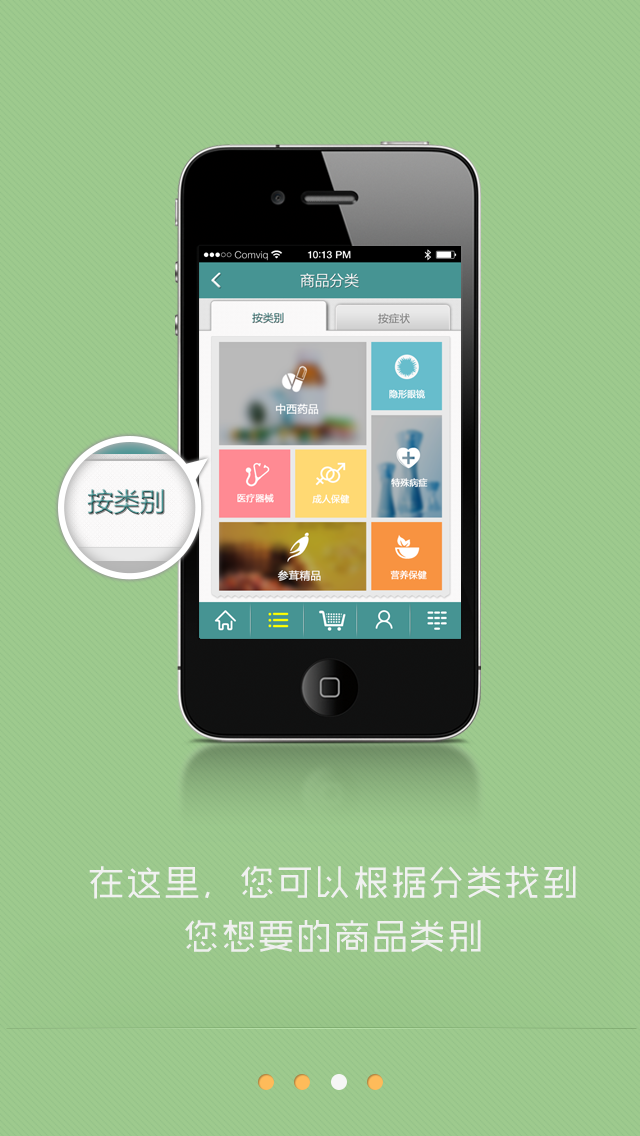 Comviq 10:13 PM
商品分类
按类别 按症状
中西药品
隐形眼镜
特殊病症
医疗器械 成人保健
参茸精品
营养保健
按类别
在这里，您可以根据分类找到
您想要的商品类别